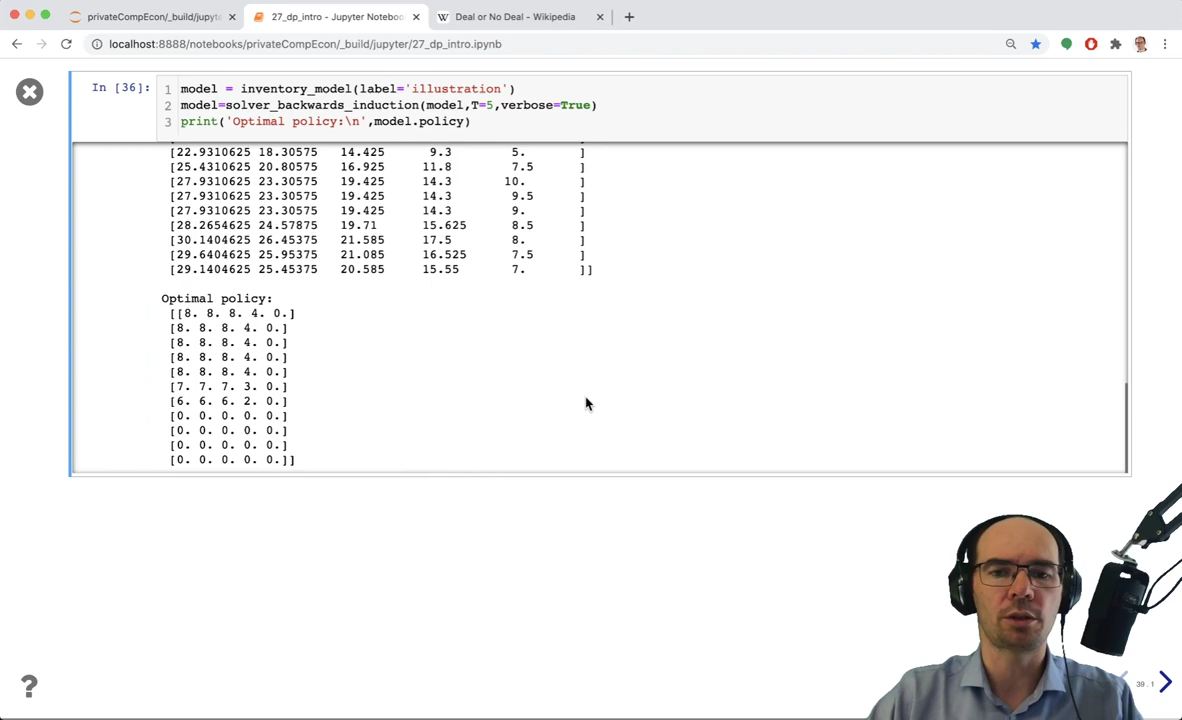 privateCompEcon/_build/jupyte
27_dp_intro - Jupyter Noteboo
W Deal or No Deal - Wikipedia
localhost:8888/notebooks/privateCompEcon/_build/jupyter/27_dp_intro.ipynb
In [36]:
1 model = inventory_model(label='illustration')
2 model=solver_backwards_induction(model,T=5,verbose=True)
3 print('Optimal policy:\n',model.policy)
[22.9310625 18.30575 14.425 9.3 5. ]
[25.4310625 20.80575 16.925 11.8 7.5 ]
[27.9310625 23.30575 19.425 14.3 10. ]
[27.9310625 23.30575 19.425 14.3 9.5 ]
[27.9310625 23.30575 19.425 14.3 9. ]
[28.2654625 24.57875 19.71 15.625 8.5 ]
[30.1404625 26.45375 21.585 17.5 8. ]
[29.6404625 25.95375 21.085 16.525 7.5 ]
[29.1404625 25.45375 20.585 15.55 7. ]]
Optimal policy:
[[8. 8. 8. 4. 0.]
[8. 8. 8. 4. 0.]
[8. 8. 8. 4. 0.]
[8. 8. 8. 4. 0.]
[8. 8. 8. 4. 0.]
[7. 7. 7. 3. 0.]
[6. 6. 6. 2. 0.]
[0. 0. 0. 0. 0.]
[0. 0. 0. 0. 0.]
[0. 0. 0. 0. 0.]
[0. 0. 0. 0. 0.]]
?
39.1